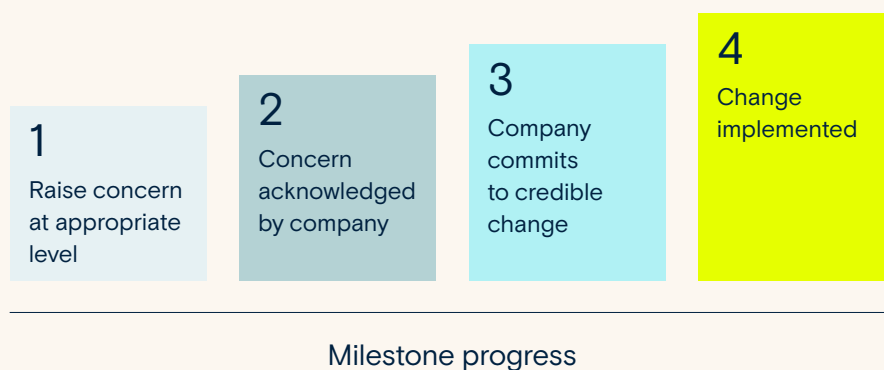 1
Raise concern
at appropriate
level
2
Concern
acknowledged
by company
3
Company
commits
to credible
change
4
Change
implemented
Milestone progress